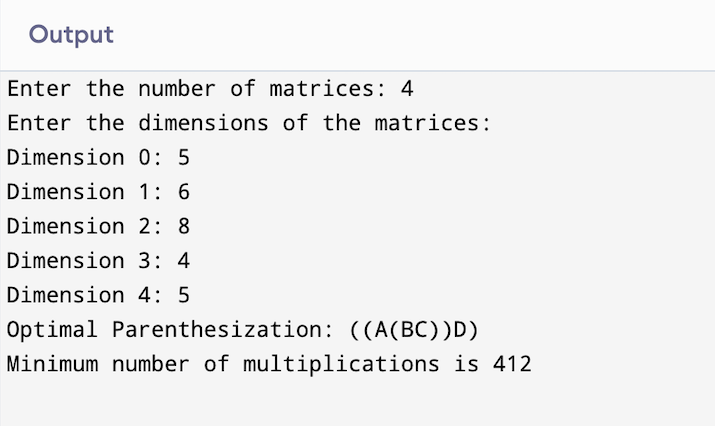 Output
Enter the number of matrices: 4
Enter the dimensions of the matrices:
Dimension 0: 5
Dimension 1: 6
Dimension 2: 8
Dimension 3: 4
Dimension 4: 5
Optimal Parenthesization: ((A(BC))D)
Minimum number of multiplications is 412